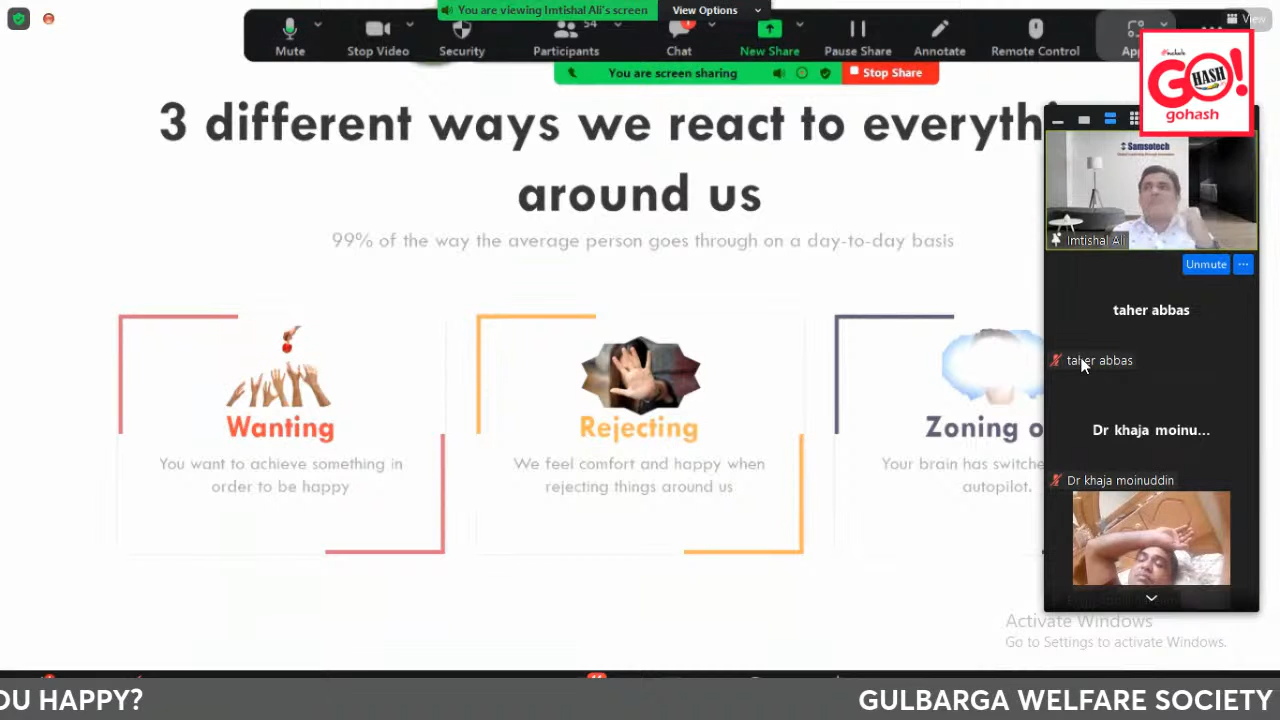 You are viewing Imtishal Ali's screen
View Options
View
Mute
Stop Video
Security
54
Participants
Chat
New Share
Pause Share
Annotate
Remote Control
You are screen sharing
Stop Share
GO!
HASH
gohash
3 different ways we react to everyth
around us
99% of the way the average person goes through on a day-to-day basis
Samsotech
Imtishal Ali
Unmute
taher abbas
taher abbas
Dr khaja moinu...
Dr khaja moinuddin
Wanting
You want to achieve something in
order to be happy
Rejecting
We feel comfort and happy when
rejecting things around us
Zoning o
Your brain has switche
autopilot.
Activate Windows
Go to Settings to activate Windows.
OU HAPPY?
GULBARGA WELFARE SOCIETY